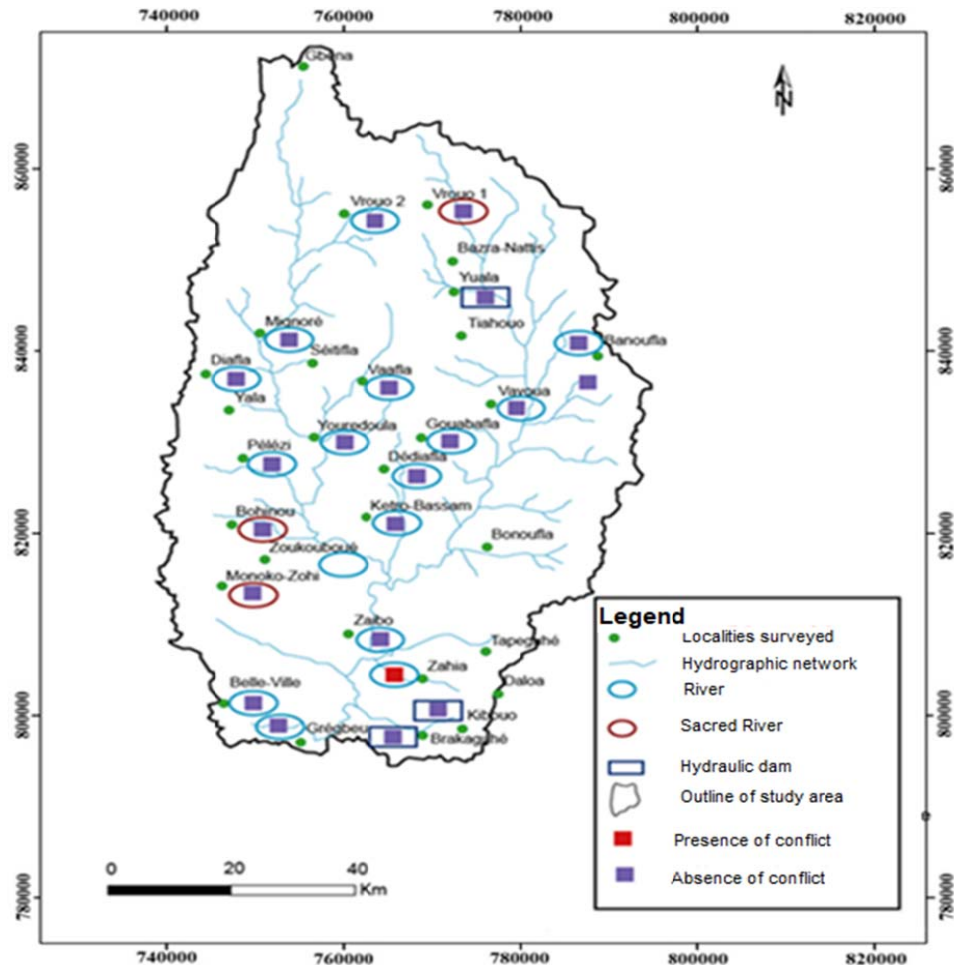 740000 760000 780000 800000 820000
Gbena
N
860000 860000
Vrouo 2 Vrouo 1
Bazra-Nattis
Yuala
Mignoré Tiahouo
840000 Séitifla Banoufla 840000
Diafla Vaafla
Yala Vavoua
Youredoula Gouabafla
Pélézi Dédiafla
Bohinou Ketro-Bassam
820000 Bonoufla 820000
Zoukouboué
Monoko-Zohi
Zaibo
Tapeguhé
Zahia
Belle-Ville Daloa
800000 Kibouo 800000
Grégbeu Brakaguhé
Legend
Localities surveyed
Hydrographic network
River
Sacred River
Hydraulic dam
Outline of study area
Presence of conflict
Absence of conflict
0 20 40
Km
780000 780000
740000 760000 780000 800000 820000